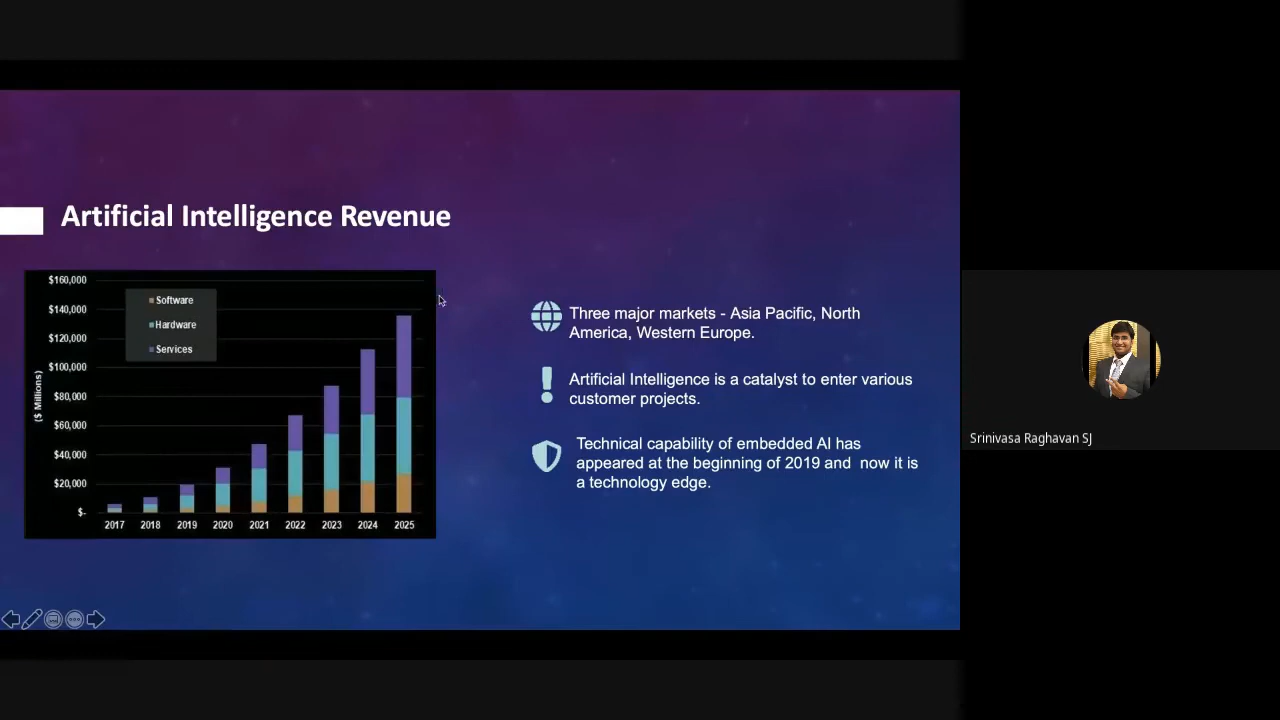 Artificial Intelligence Revenue
$160,000
$140,000
$120,000
$100,000
$80,000
$60,000
$40,000
$20,000
$-
($ Millions)
Software
Hardware
Services
2017 2018 2019 2020 2021 2022 2023 2024 2025
Three major markets - Asia Pacific, North
America, Western Europe.
Artificial Intelligence is a catalyst to enter various
customer projects.
Technical capability of embedded AI has
appeared at the beginning of 2019 and  now it is
a technology edge.
Srinivasa Raghavan SJ